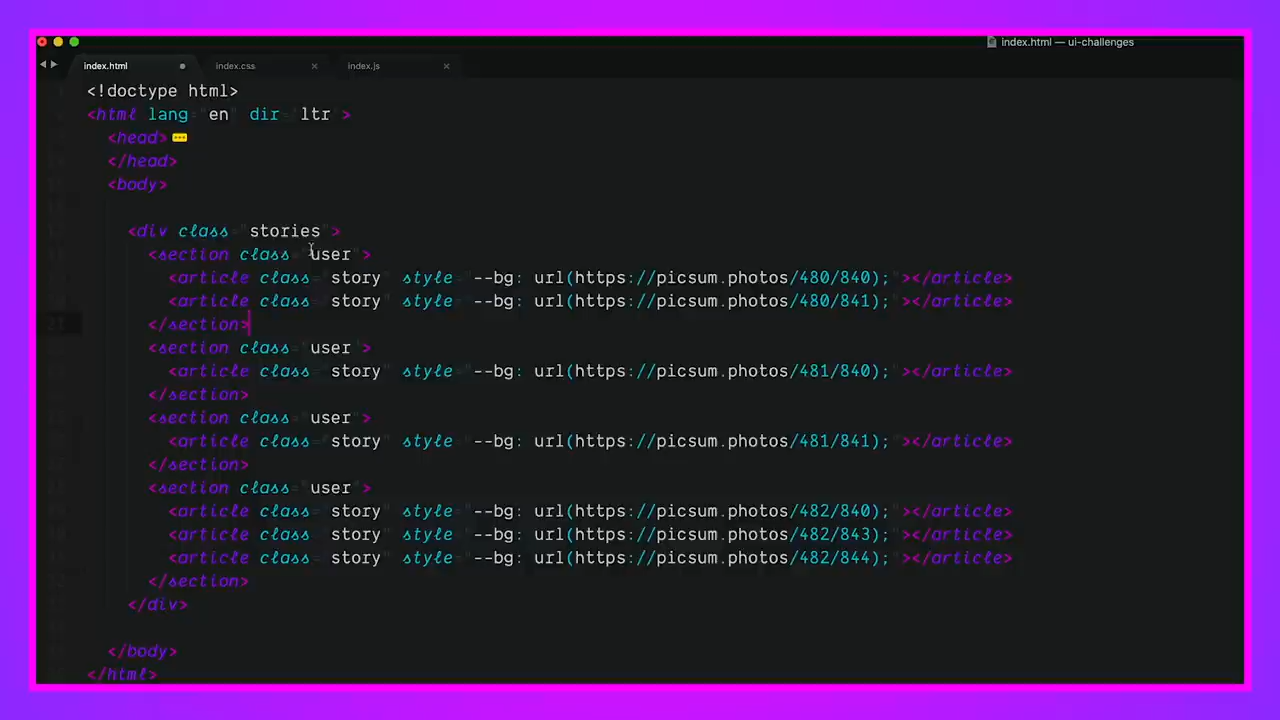 index.html — ui-challenges
index.html index.css index.js
<!doctype html>
<html lang="en" dir="ltr">
<head>
</head>
<body>
<div class="stories">
<section class="user">
<article class="story" style="--bg: url(https://picsum.photos/480/840);"></article>
<article class="story" style="--bg: url(https://picsum.photos/480/841);"></article>
</section>
<section class="user">
<article class="story" style="--bg: url(https://picsum.photos/481/840);"></article>
</section>
<section class="user">
<article class="story" style="--bg: url(https://picsum.photos/481/841);"></article>
</section>
<section class="user">
<article class="story" style="--bg: url(https://picsum.photos/482/840);"></article>
<article class="story" style="--bg: url(https://picsum.photos/482/843);"></article>
<article class="story" style="--bg: url(https://picsum.photos/482/844);"></article>
</section>
</div>
</body>
</html>